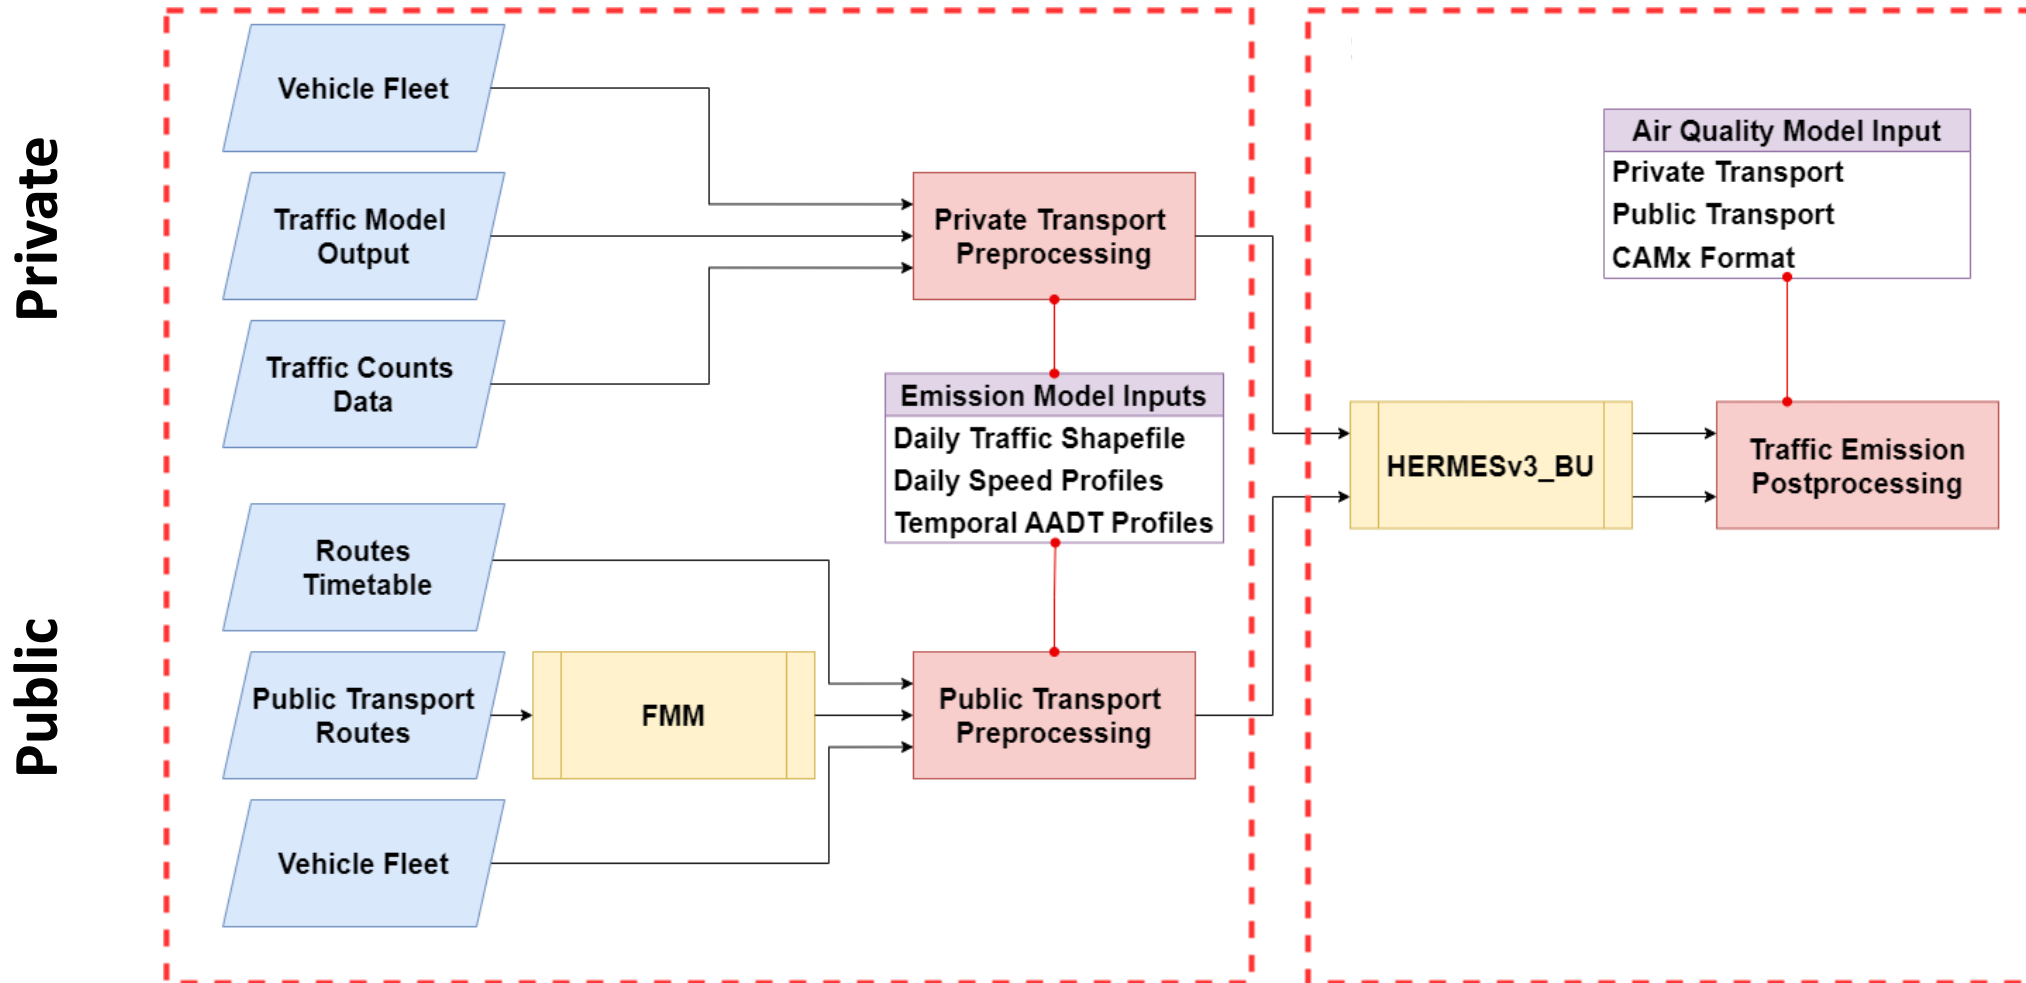 Private
Vehicle Fleet
Traffic Model
Output
Traffic Counts
Data
Private Transport
Preprocessing
Emission Model Inputs
Daily Traffic Shapefile
Daily Speed Profiles
Temporal AADT Profiles
Public
Routes
Timetable
Public Transport
Routes
FMM
Vehicle Fleet
Public Transport
Preprocessing
HERMESv3_BU
Air Quality Model Input
Private Transport
Public Transport
CAMx Format
Traffic Emission
Postprocessing